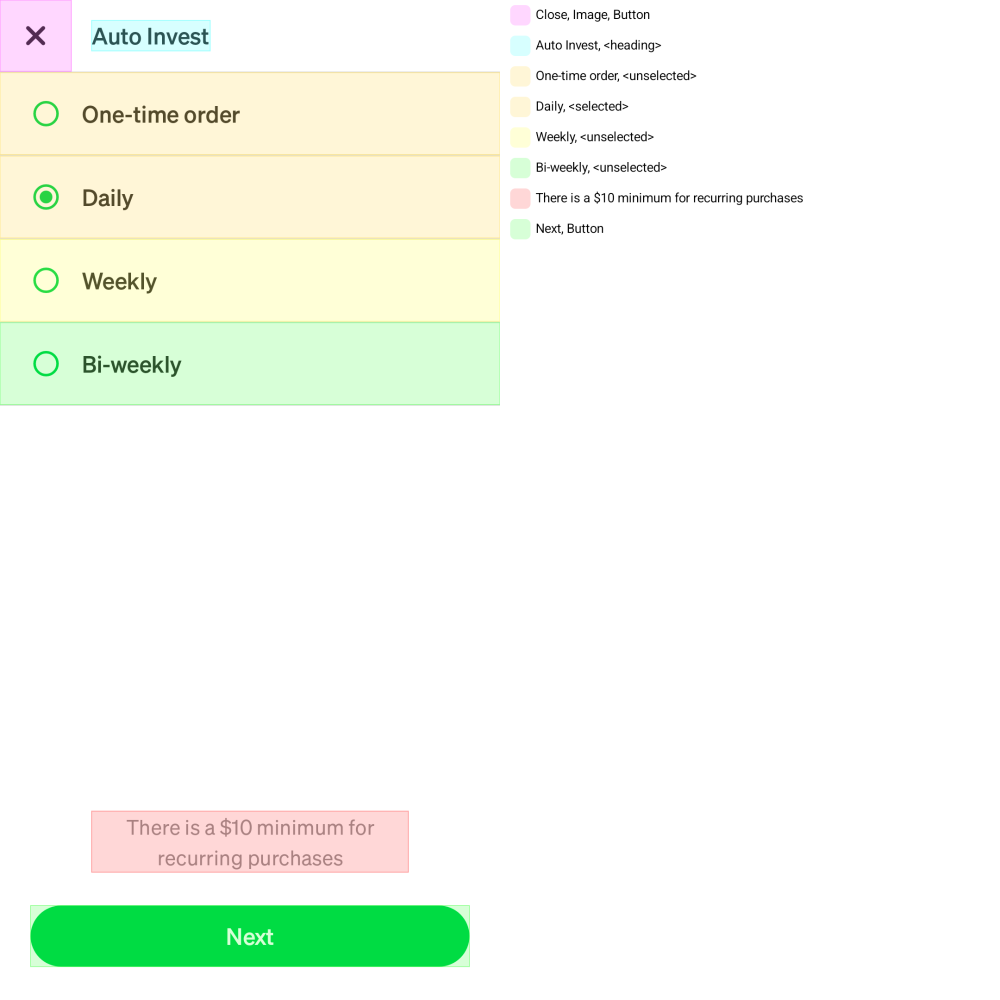 Auto Invest
One-time order
Daily
Weekly
Bi-weekly
There is a $10 minimum for
recurring purchases
Next
Close, Image, Button
Auto Invest, <heading>
One-time order, <unselected>
Daily, <selected>
Weekly, <unselected>
Bi-weekly, <unselected>
There is a $10 minimum for recurring purchases
Next, Button